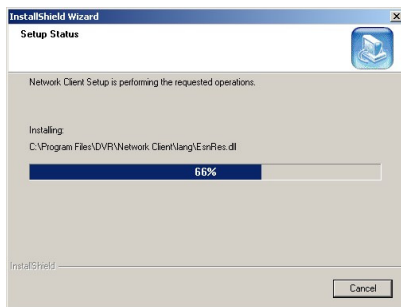 InstallShield Wizard
Setup Status
Network Client Setup is performing the requested operations.
Installing:
C:\Program Files\DVR\Network Client\lang\EsnRes.dll
66%
InstallShield
Cancel